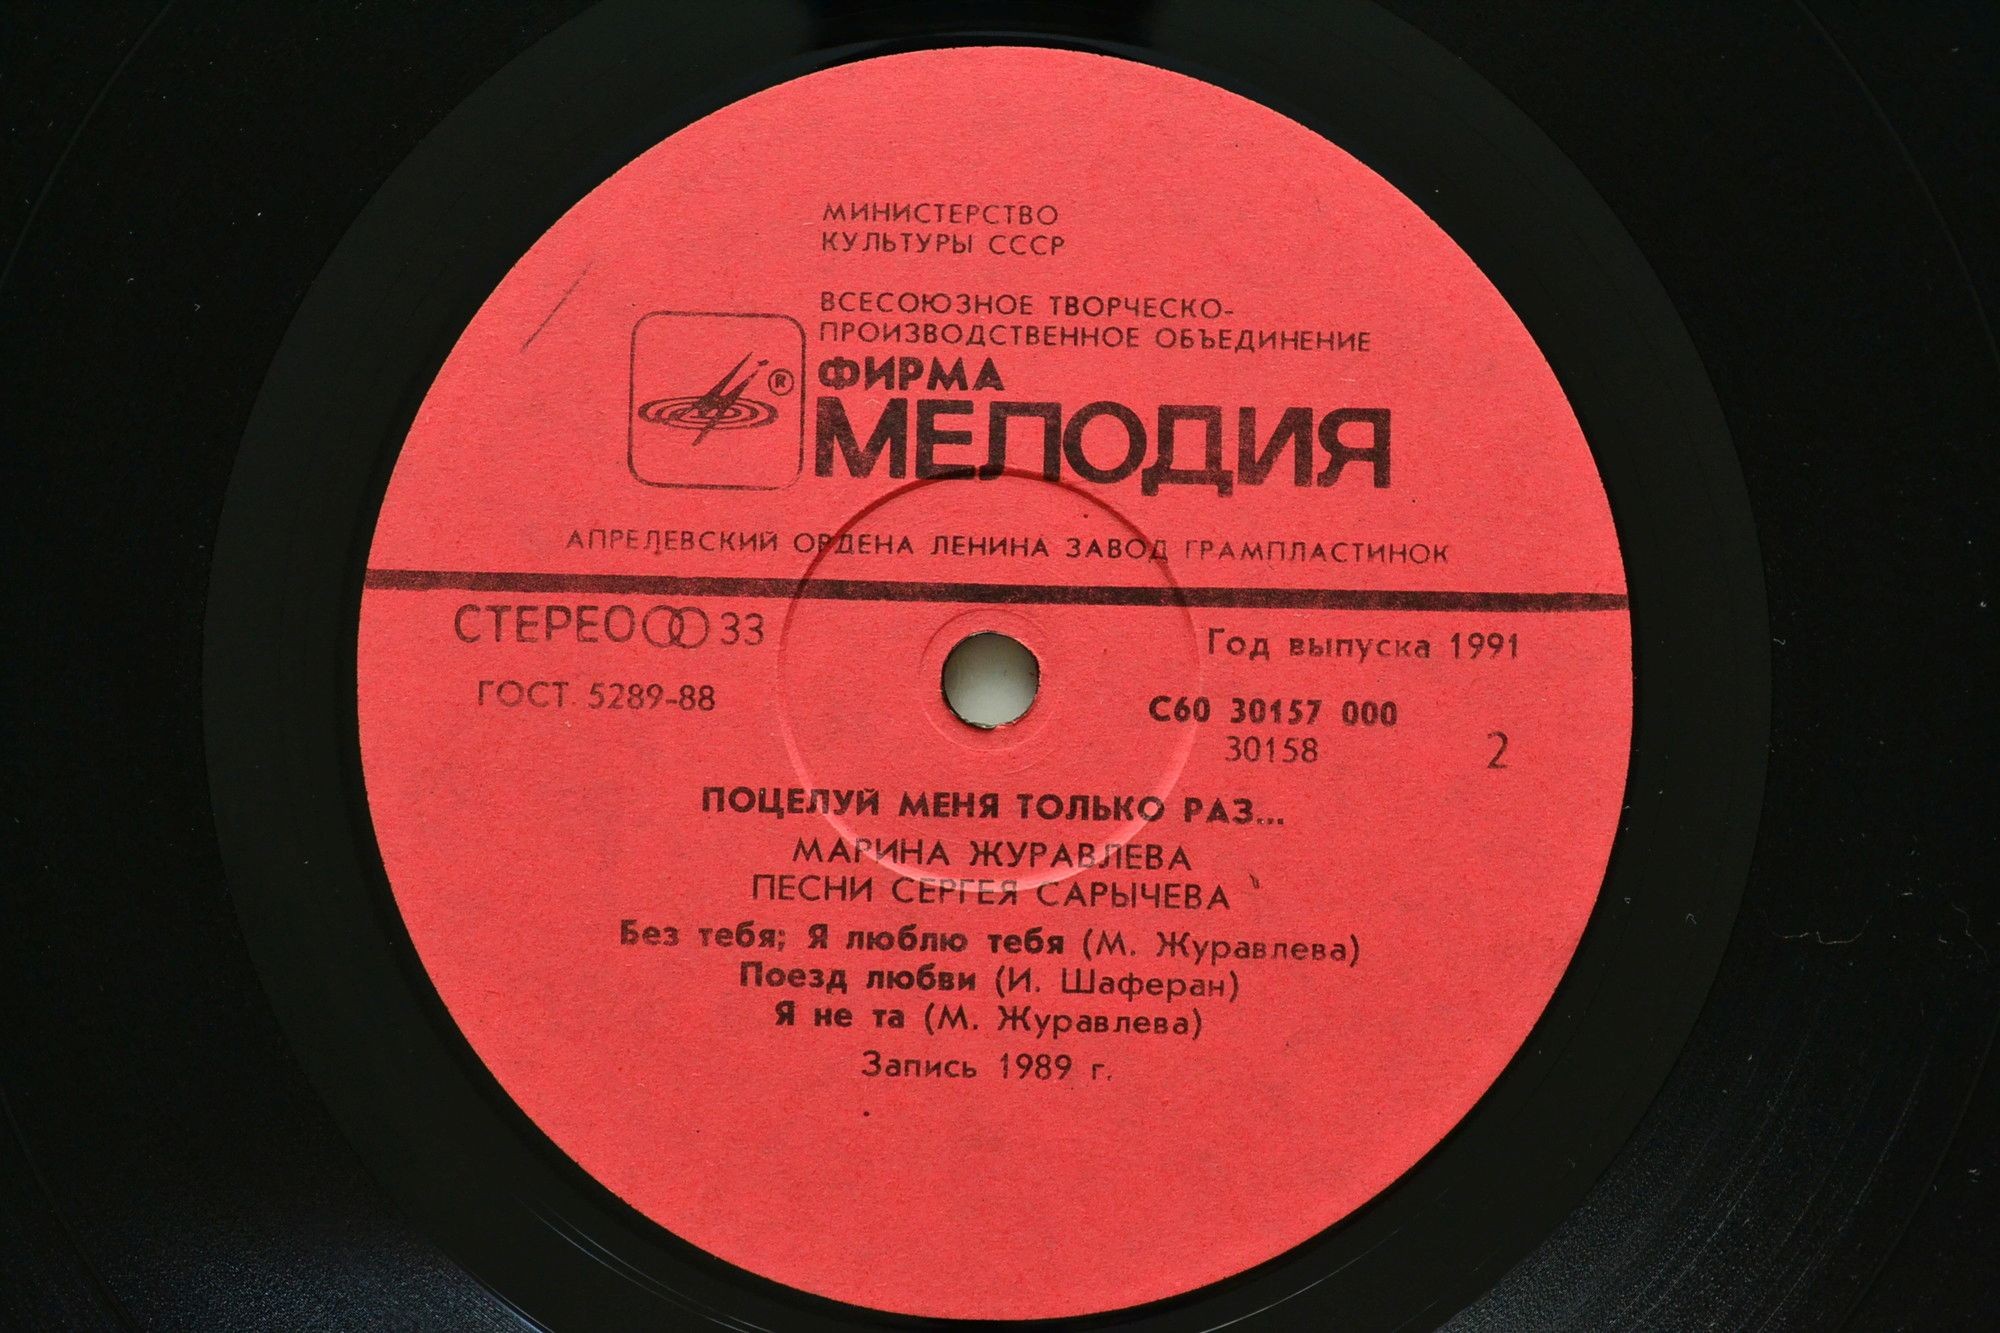 МИНИСТЕРСТВО
КУЛЬТУРЫ СССР
ВСЕСОЮЗНОЕ ТВОРЧЕСКО-
ПРОИЗВОДСТВЕННОЕ ОБЪЕДИНЕНИЕ
®
ФИРМА
МЕЛОДИЯ
АПРЕЛЕВСКИЙ ОРДЕНА ЛЕНИНА ЗАВОД ГРАМПЛАСТИНОК
СТЕРЕО 33
Год выпуска 1991
ГОСТ 5289-88
С60 30157 000
30158
2
ПОЦЕЛУЙ МЕНЯ ТОЛЬКО РАЗ...
МАРИНА ЖУРАВЛЕВА
ПЕСНИ СЕРГЕЯ САРЫЧЕВА
Без тебя; Я люблю тебя (М. Журавлева)
Поезд любви (И. Шаферан)
Я не та (М. Журавлева)
Запись 1989 г.